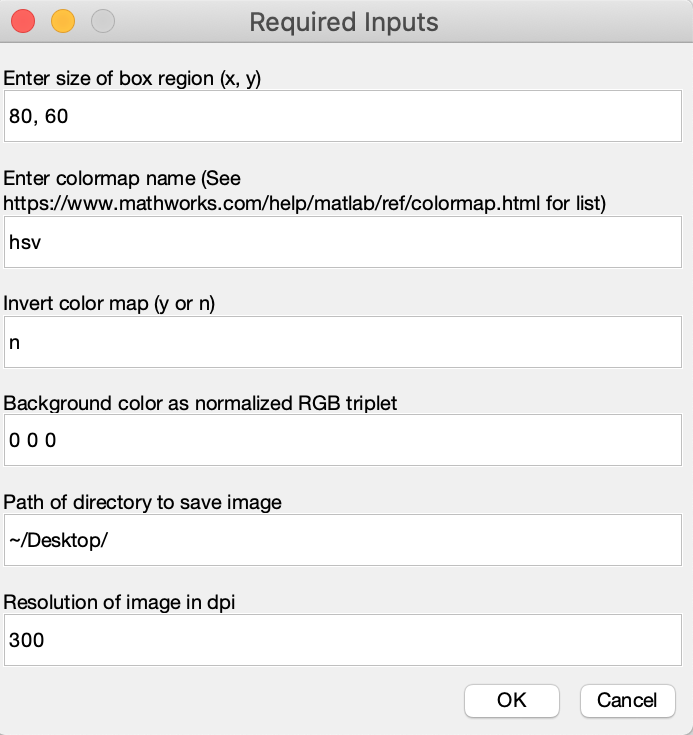 Required Inputs
Enter size of box region (x, y)
80, 60
Enter colormap name (See
https://www.mathworks.com/help/matlab/ref/colormap.html for list)
hsv
Invert color map (y or n)
n
Background color as normalized RGB triplet
0 0 0
Path of directory to save image
~/Desktop/
Resolution of image in dpi
300
OK
Cancel